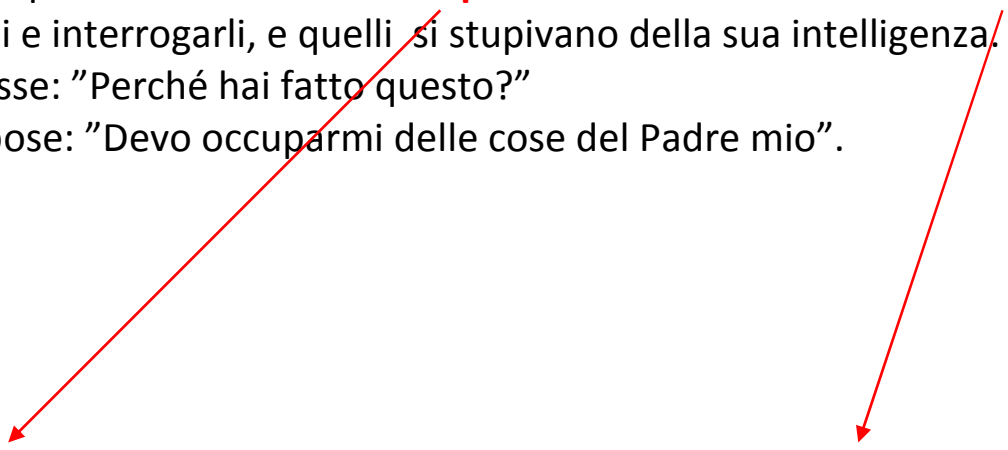 i e interrogarli, e quelli si stupivano della sua intelligenza.
sse: ”Perché hai fatto questo?”
ose: ”Devo occuparmi delle cose del Padre mio”.